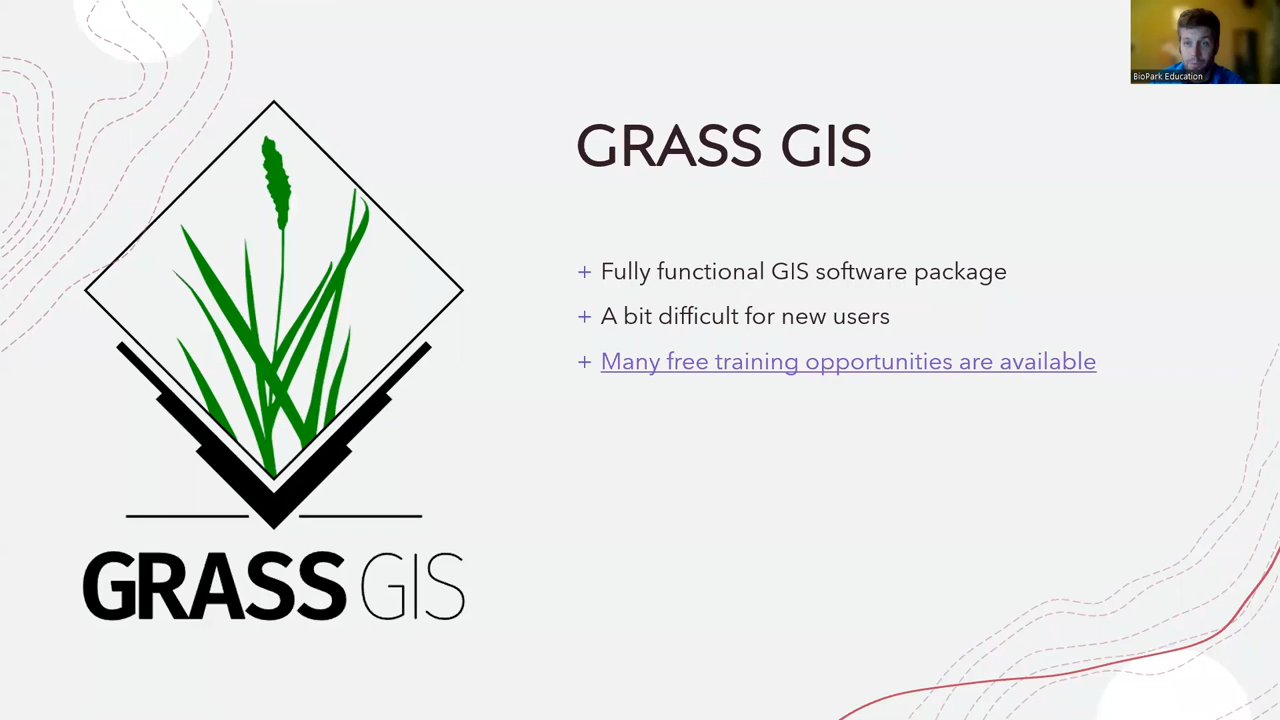 BioPark Education
GRASS GIS
+ Fully functional GIS software package
+ A bit difficult for new users
+ Many free training opportunities are available
GRASS GIS